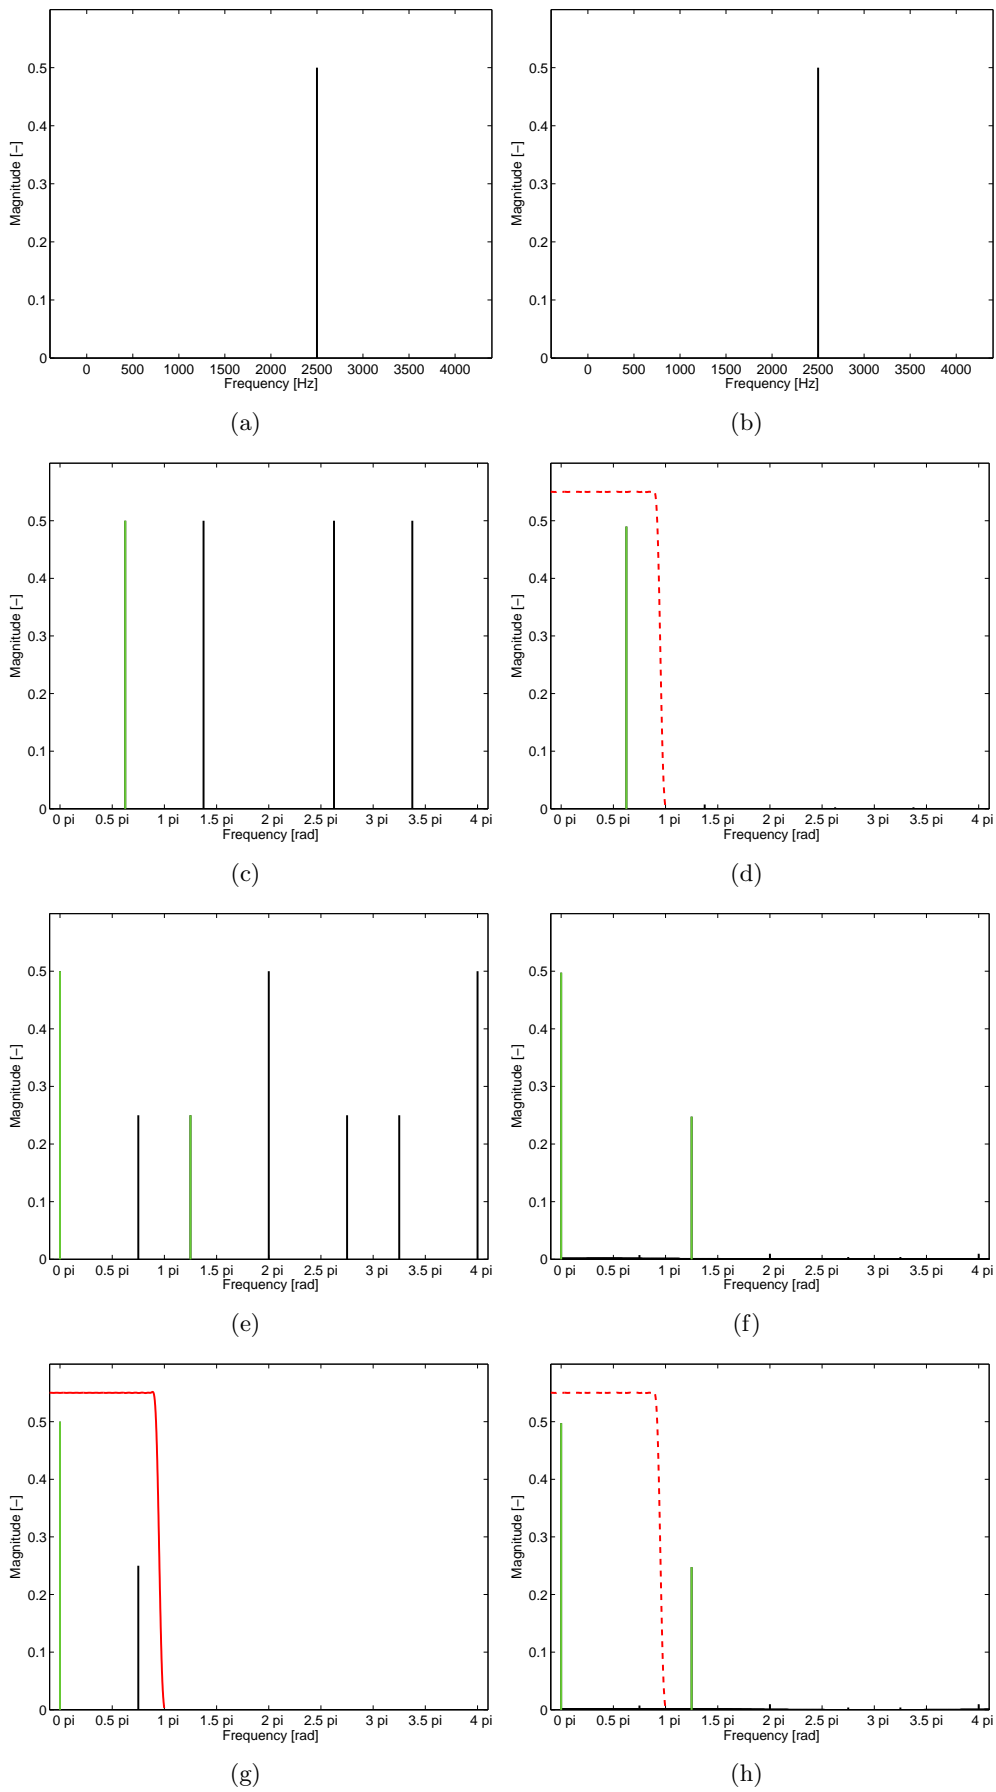 0.5 0.5
0.4 0.4
Magnitude [−] Magnitude [−]
0.3 0.3
0.2 0.2
0.1 0.1
0 0
0 500 1000 1500 2000 2500 3000 3500 4000 0 500 1000 1500 2000 2500 3000 3500 4000
Frequency [Hz] Frequency [Hz]
(a) (b)
0.5 0.5
0.4 0.4
Magnitude [−] Magnitude [−]
0.3 0.3
0.2 0.2
0.1 0.1
0 0
0 pi 0.5 pi 1 pi 1.5 pi 2 pi 2.5 pi 3 pi 3.5 pi 4 pi 0 pi 0.5 pi 1 pi 1.5 pi 2 pi 2.5 pi 3 pi 3.5 pi 4 pi
Frequency [rad] Frequency [rad]
(c) (d)
0.5 0.5
0.4 0.4
Magnitude [−] Magnitude [−]
0.3 0.3
0.2 0.2
0.1 0.1
0 0
0 pi 0.5 pi 1 pi 1.5 pi 2 pi 2.5 pi 3 pi 3.5 pi 4 pi 0 pi 0.5 pi 1 pi 1.5 pi 2 pi 2.5 pi 3 pi 3.5 pi 4 pi
Frequency [rad] Frequency [rad]
(e) (f)
0.5 0.5
0.4 0.4
Magnitude [−] Magnitude [−]
0.3 0.3
0.2 0.2
0.1 0.1
0 0
0 pi 0.5 pi 1 pi 1.5 pi 2 pi 2.5 pi 3 pi 3.5 pi 4 pi 0 pi 0.5 pi 1 pi 1.5 pi 2 pi 2.5 pi 3 pi 3.5 pi 4 pi
Frequency [rad] Frequency [rad]
(g) (h)